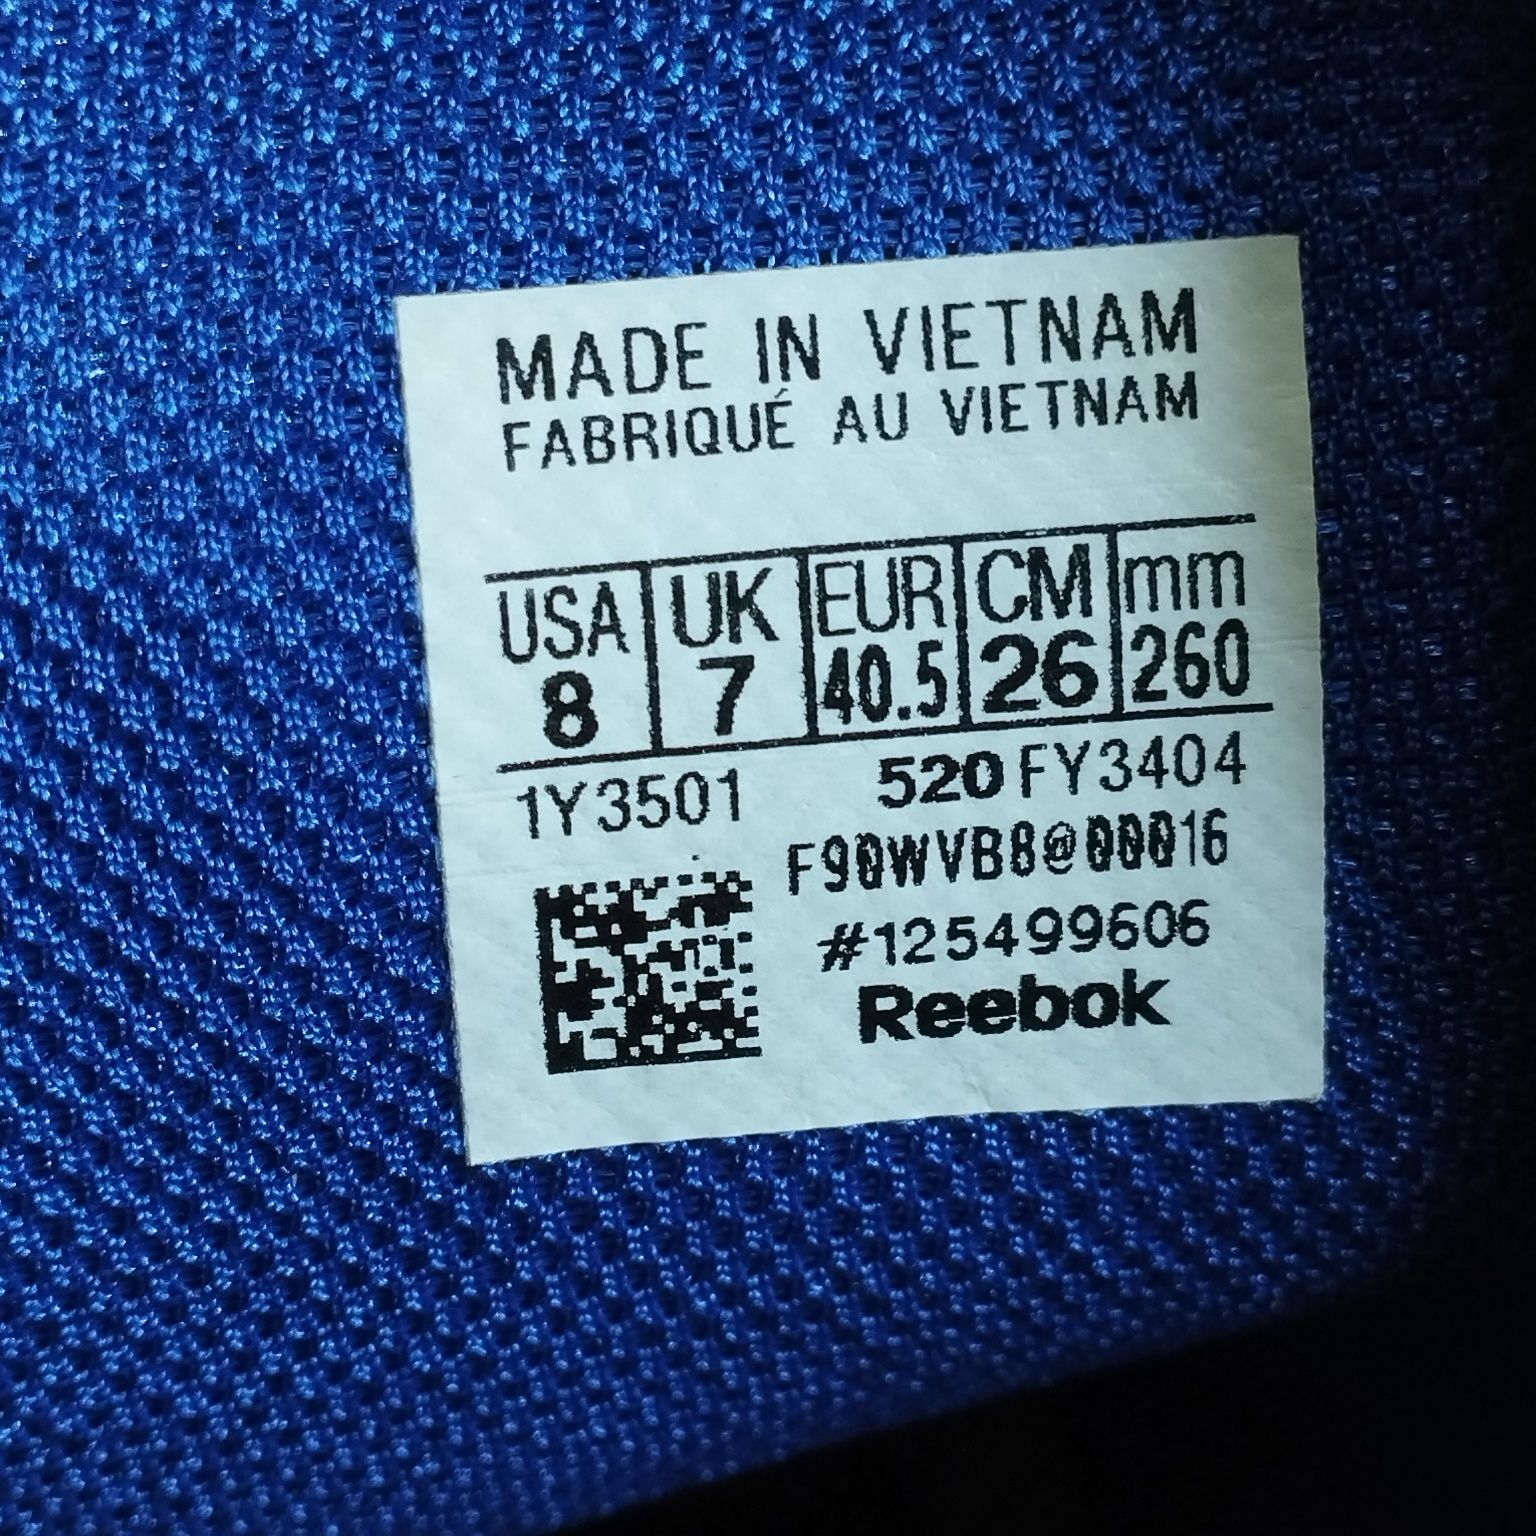 MADE IN VIETNAM
FABRIQUÉ AU VIETNAM
USA UK EUR CM mm
8 7 40.5 26 260
1Y3501 520 FY3404
F90WVB8@00016
#125499606
Reebok